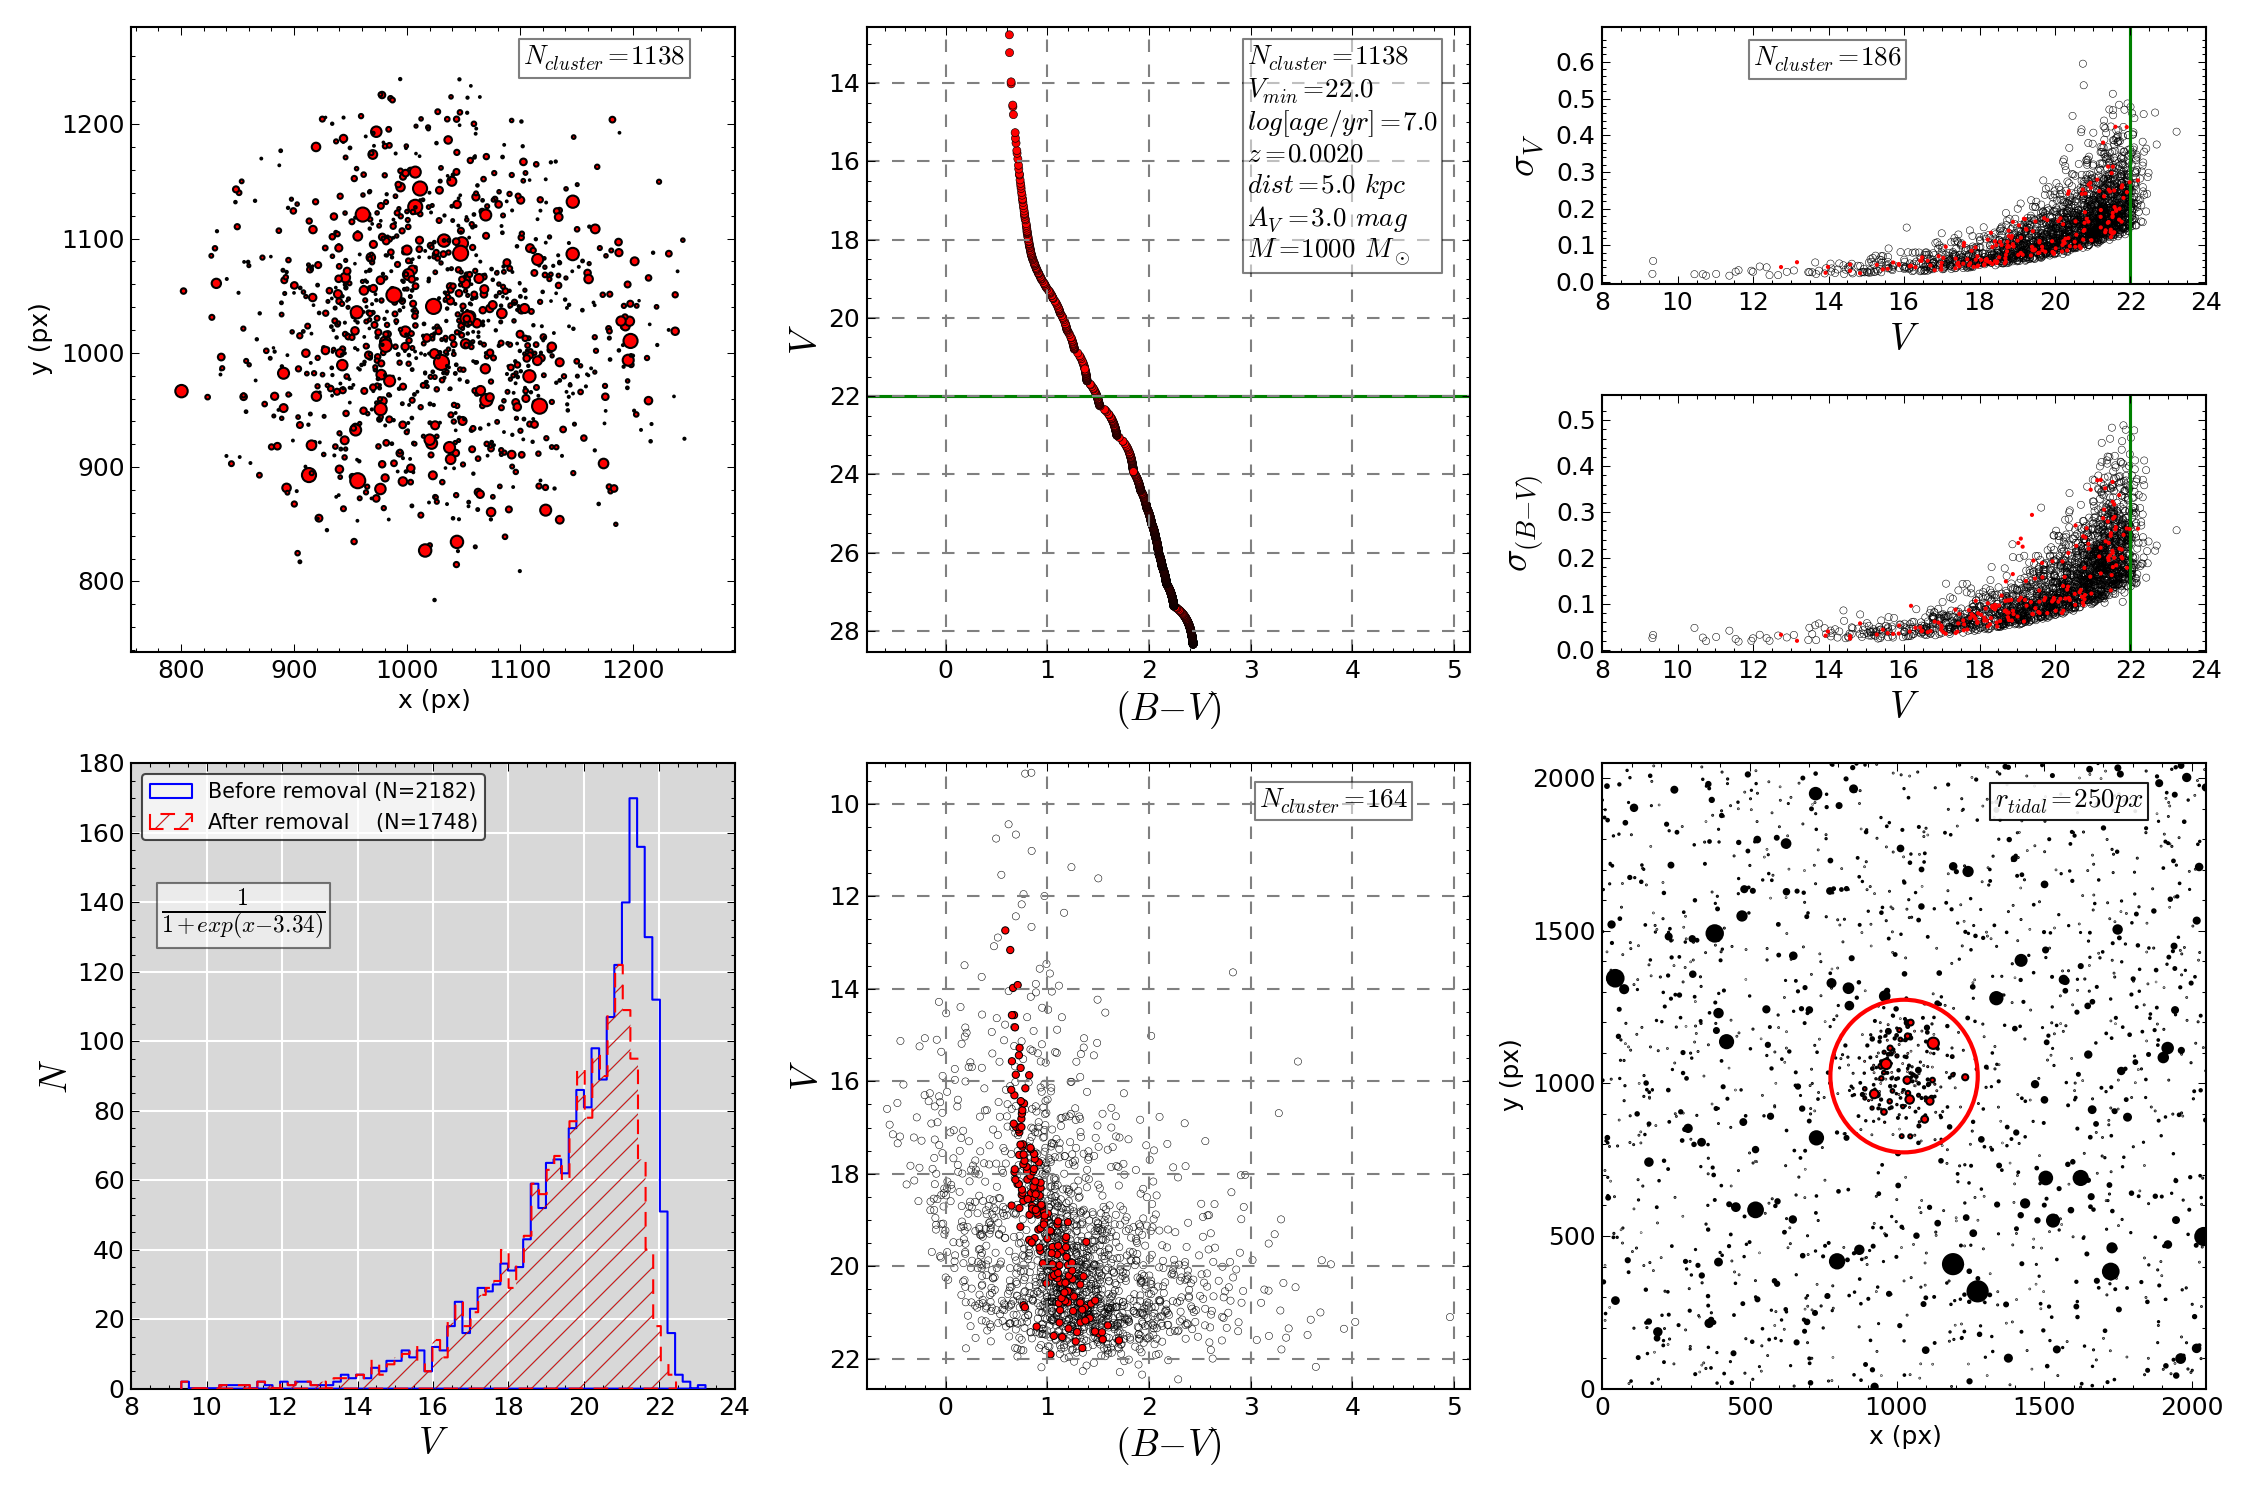 N_cluster=1138
1200
1100
1000
900
800
y (px)
800 900 1000 1100 1200
x (px)
N_cluster=1138
V_min=22.0
log[age/yr]=7.0
z=0.0020
dist=5.0 kpc
A_V=3.0 mag
M=1000 M_⊙
14
16
18
20
22
24
26
28
V
0 1 2 3 4 5
(B−V)
N_cluster=186
0.6
0.5
0.4
0.3
0.2
0.1
0.0
σ_V
8 10 12 14 16 18 20 22 24
V
0.5
0.4
0.3
0.2
0.1
0.0
σ_(B−V)
8 10 12 14 16 18 20 22 24
V
180
160
140
120
100
80
60
40
20
0
N
Before removal (N=2182)
After removal (N=1748)
1
1+exp(x−3.34)
8 10 12 14 16 18 20 22 24
V
N_cluster=164
10
12
14
16
18
20
22
V
0 1 2 3 4 5
(B−V)
r_tidal=250px
2000
1500
1000
500
0
y (px)
0 500 1000 1500 2000
x (px)